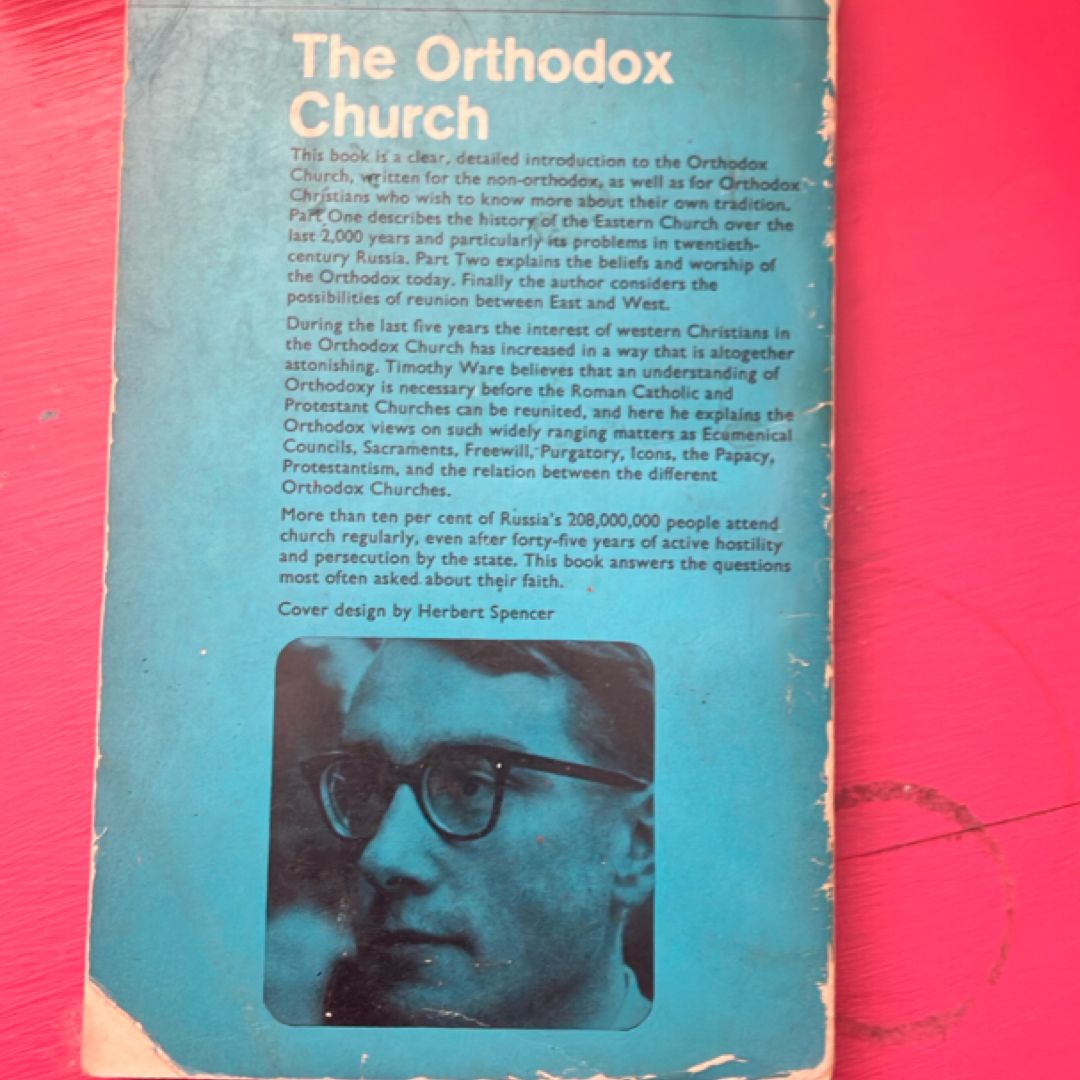 The Orthodox
Church
This book is a clear, detailed introduction to the Orthodox
Church, written for the non-orthodox, as well as for Orthodox
Christians who wish to know more about their own tradition.
Part One describes the history of the Eastern Church over the
last 2,000 years and particularly its problems in twentieth-
century Russia. Part Two explains the beliefs and worship of
the Orthodox today. Finally the author considers the
possibilities of reunion between East and West.
During the last five years the interest of western Christians in
the Orthodox Church has increased in a way that is altogether
astonishing. Timothy Ware believes that an understanding of
Orthodoxy is necessary before the Roman Catholic and
Protestant Churches can be reunited, and here he explains the
Orthodox views on such widely ranging matters as Ecumenical
Councils, Sacraments, Freewill, Purgatory, Icons, the Papacy,
Protestantism, and the relation between the different
Orthodox Churches.
More than ten per cent of Russia's 208,000,000 people attend
church regularly, even after forty-five years of active hostility
and persecution by the state. This book answers the questions
most often asked about their faith.
Cover design by Herbert Spencer